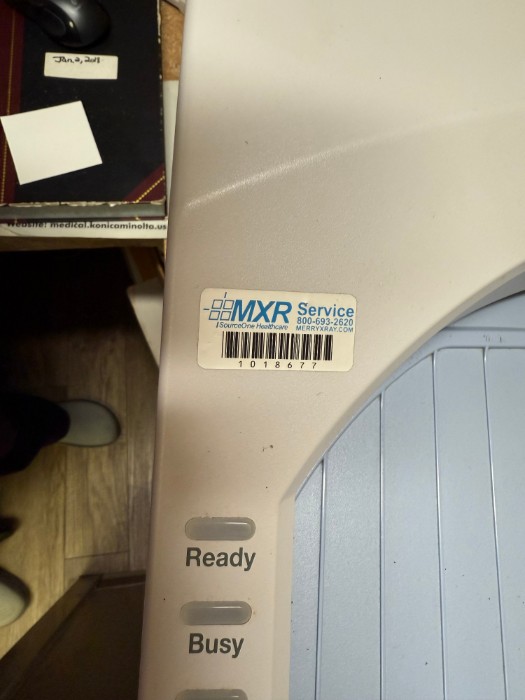 Jan 2, 2011
Website: medical.konicaminolta.us
MXR Service
800-693-2620
SourceOne Healthcare MERRYXRAY.COM
1018677
Ready
Busy